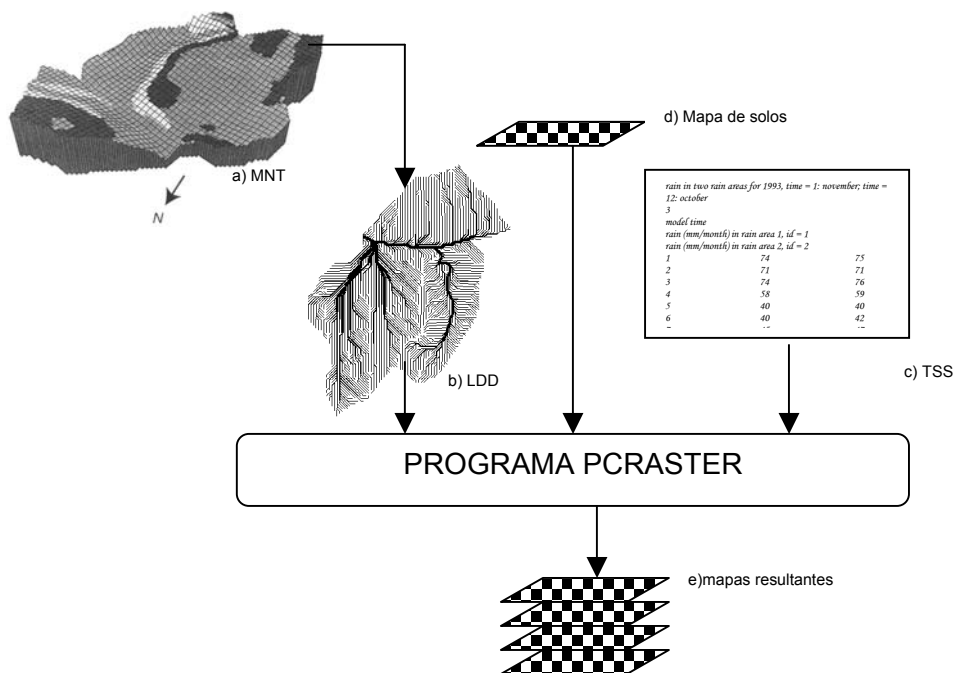 a) MNT
N
d) Mapa de solos
rain in two rain areas for 1993, time = 1: november; time =
12: october
3
model time
rain (mm/month) in rain area 1, id = 1
rain (mm/month) in rain area 2, id = 2
1 74 75
2 71 71
3 74 76
4 58 59
5 40 40
6 40 42
b) LDD
c) TSS
PROGRAMA PCRASTER
e)mapas resultantes